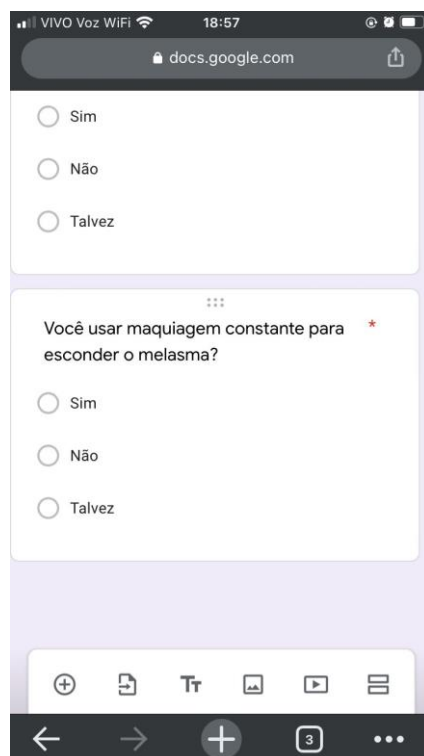 VIVO Voz WiFi 18:57
docs.google.com
Sim
Não
Talvez
Você usar maquiagem constante para *
esconder o melasma?
Sim
Não
Talvez
Tт
3